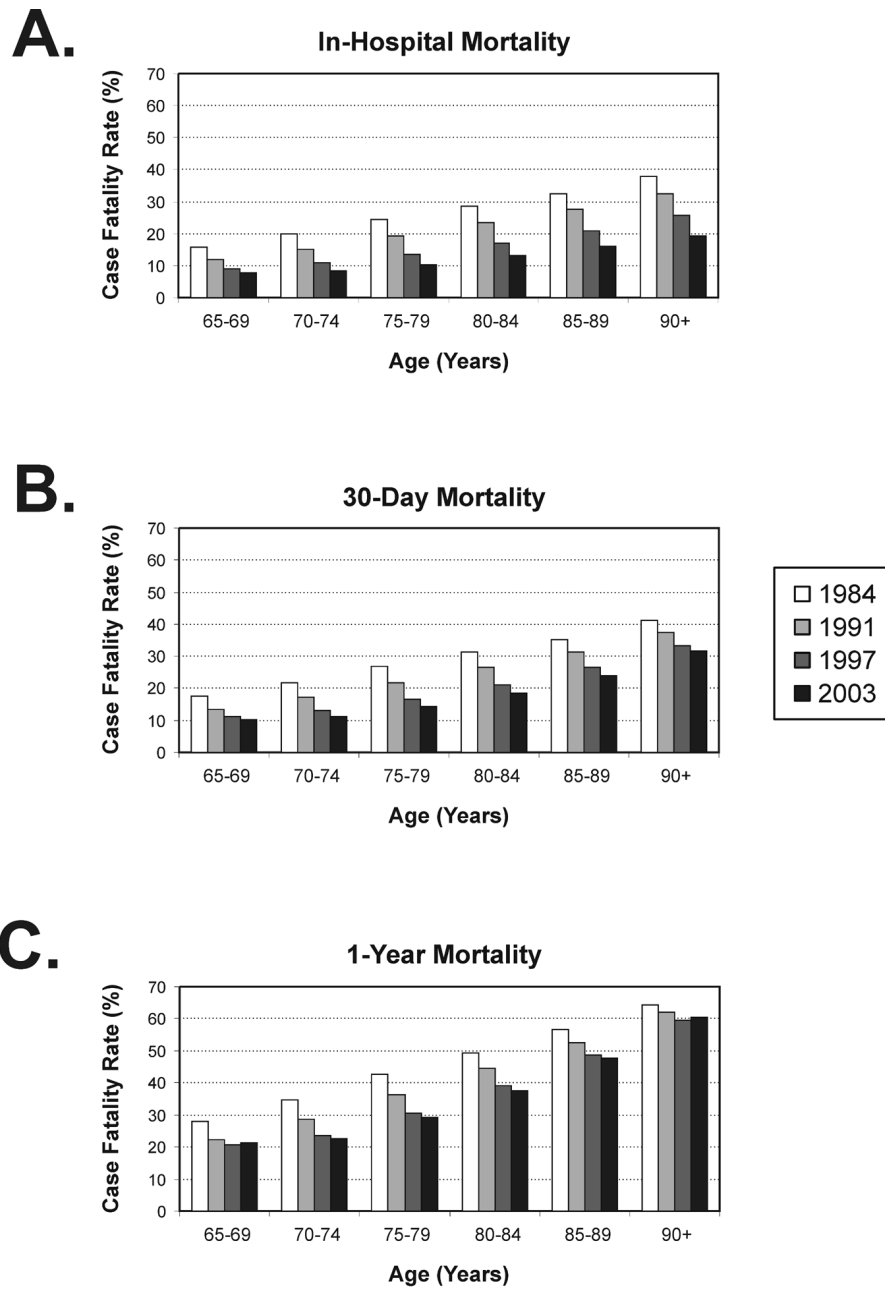 A.
In-Hospital Mortality
Case Fatality Rate (%)
70
60
50
40
30
20
10
0
65-69 70-74 75-79 80-84 85-89 90+
Age (Years)
B.
30-Day Mortality
Case Fatality Rate (%)
70
60
50
40
30
20
10
0
65-69 70-74 75-79 80-84 85-89 90+
Age (Years)
1984
1991
1997
2003
C.
1-Year Mortality
Case Fatality Rate (%)
70
60
50
40
30
20
10
0
65-69 70-74 75-79 80-84 85-89 90+
Age (Years)